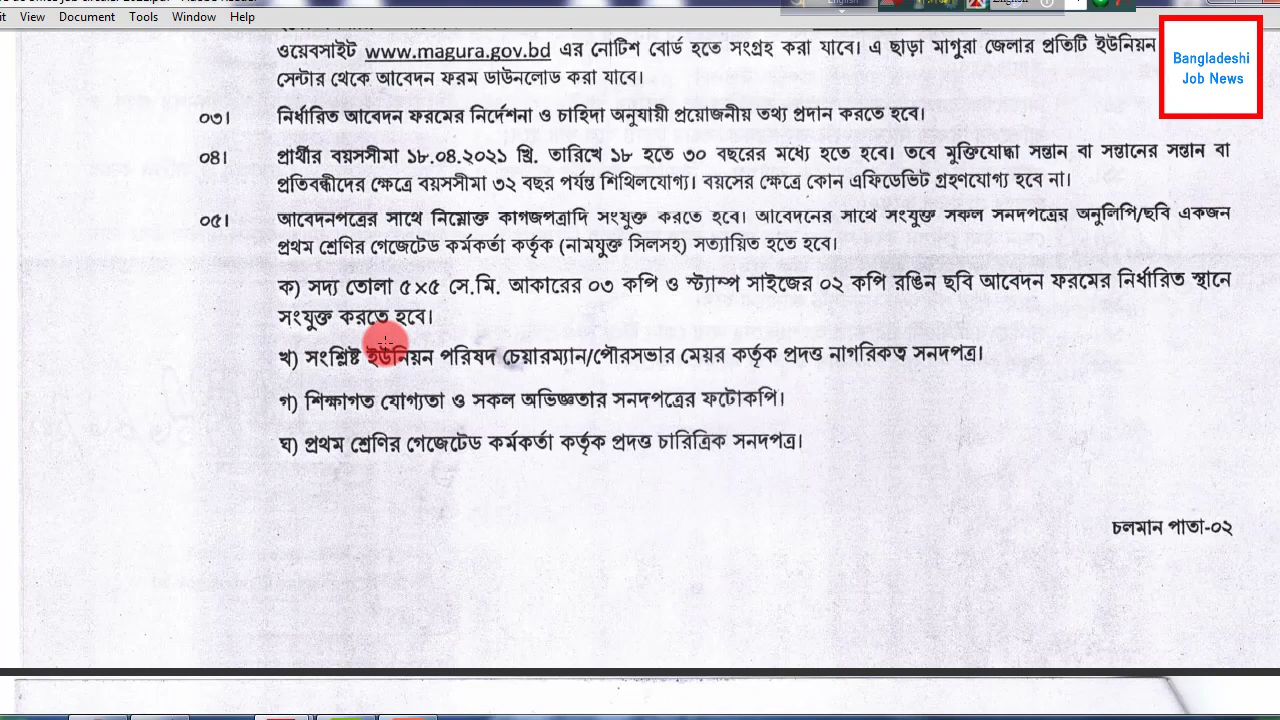 View Document Tools Window Help
English
Bangladeshi
Job News
ওয়েবসাইট www.magura.gov.bd এর নোটিশ বোর্ড হতে সংগ্রহ করা যাবে। এ ছাড়া মাগুরা জেলার প্রতিটি ইউনিয়ন
সেন্টার থেকে আবেদন ফরম ডাউনলোড করা যাবে।
০৩। নির্ধারিত আবেদন ফরমের নির্দেশনা ও চাহিদা অনুযায়ী প্রয়োজনীয় তথ্য প্রদান করতে হবে।
০৪। প্রার্থীর বয়সসীমা ১৮.০৪.২০২১ খ্রি. তারিখে ১৮ হতে ৩০ বছরের মধ্যে হতে হবে। তবে মুক্তিযোদ্ধা সন্তান বা সন্তানের সন্তান বা
প্রতিবন্ধীদের ক্ষেত্রে বয়সসীমা ৩২ বছর পর্যন্ত শিথিলযোগ্য। বয়সের ক্ষেত্রে কোন এফিডেভিট গ্রহণযোগ্য হবে না।
০৫। আবেদনপত্রের সাথে নিম্নোক্ত কাগজপত্রাদি সংযুক্ত করতে হবে। আবেদনের সাথে সংযুক্ত সকল সনদপত্রের অনুলিপি/ছবি একজন
প্রথম শ্রেণির গেজেটেড কর্মকর্তা কর্তৃক (নামযুক্ত সিলসহ) সত্যায়িত হতে হবে।
ক) সদ্য তোলা ৫×৫ সে.মি. আকারের ০৩ কপি ও স্ট্যাম্প সাইজের ০২ কপি রঙিন ছবি আবেদন ফরমের নির্ধারিত স্থানে
সংযুক্ত করতে হবে।
খ) সংশ্লিষ্ট ইউনিয়ন পরিষদ চেয়ারম্যান/পৌরসভার মেয়র কর্তৃক প্রদত্ত নাগরিকত্ব সনদপত্র।
গ) শিক্ষাগত যোগ্যতা ও সকল অভিজ্ঞতার সনদপত্রের ফটোকপি।
ঘ) প্রথম শ্রেণির গেজেটেড কর্মকর্তা কর্তৃক প্রদত্ত চারিত্রিক সনদপত্র।
চলমান পাতা-০২